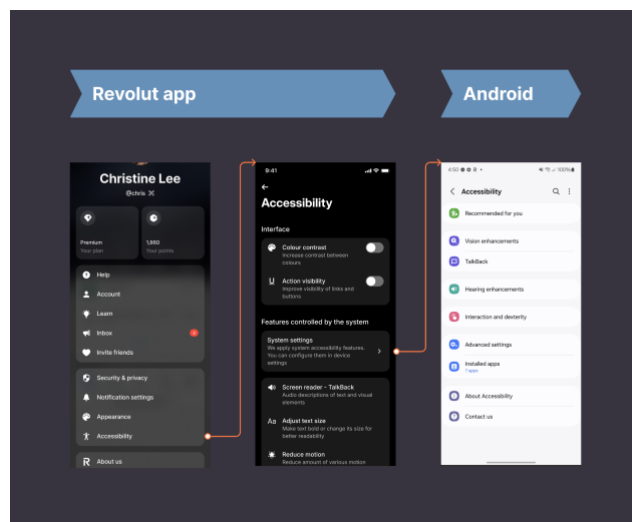 Revolut app
Android
Christine Lee
@chris
Premium
Your plan
1,980
Your points
Help
Account
Learn
Inbox
Invite friends
Security & privacy
Notification settings
Appearance
Accessibility
About us
9:41
Accessibility
Interface
Colour contrast
Increase contrast between
colours
Action visibility
Improve visibility of links and
buttons
Features controlled by the system
System settings
We apply system accessibility features.
You can configure them in device
settings
Screen reader - TalkBack
Audio descriptions of text and visual
elements
Aa Adjust text size
Make text bold or change its size for
better readability
Reduce motion
Reduce amount of various motion
4:50
100%
Accessibility
Recommended for you
Vision enhancements
TalkBack
Hearing enhancements
Interaction and dexterity
Advanced settings
Installed apps
About Accessibility
Contact us